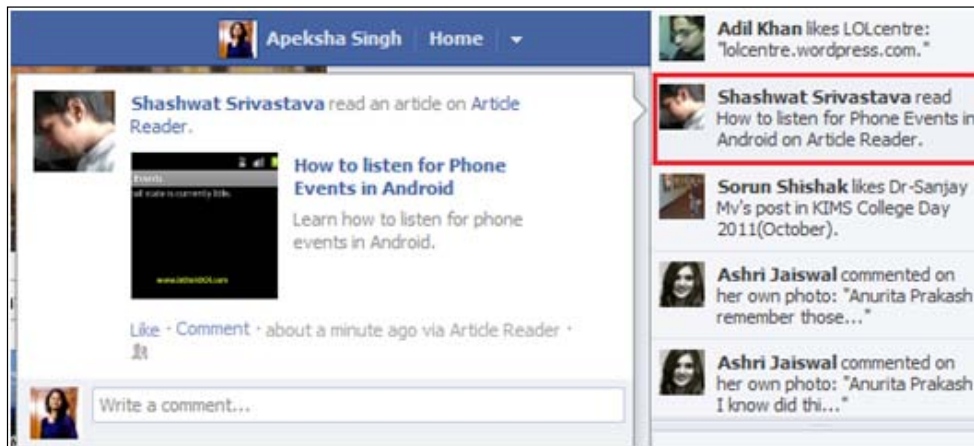 Apeksha Singh Home
Shashwat Srivastava read an article on Article
Reader.
Events
How to listen for Phone
Events in Android
Learn how to listen for phone
events in Android.
Like · Comment · about a minute ago via Article Reader ·
Write a comment...
Adil Khan likes LOLcentre:
"lolcentre.wordpress.com."
Shashwat Srivastava read
How to listen for Phone Events in
Android on Article Reader.
Sorun Shishak likes Dr-Sanjay
Mv's post in KIMS College Day
2011(October).
Ashri Jaiswal commented on
her own photo: "Anurita Prakash
remember those..."
Ashri Jaiswal commented on
her own photo: "Anurita Prakash
I know did thi..."